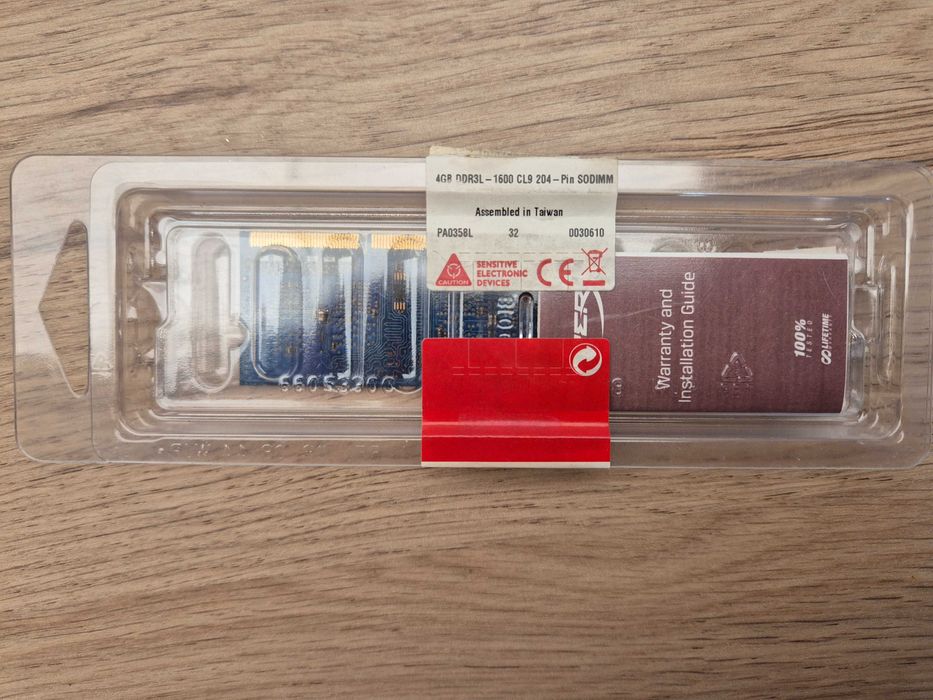 4GB DDR3L-1600 CL9 204-Pin SODIMM
Assembled in Taiwan
PA0358L 32 0030610
CAUTION
SENSITIVE
ELECTRONIC
DEVICES
CE
Warranty and
Installation Guide
100%
TESTED
LIFETIME